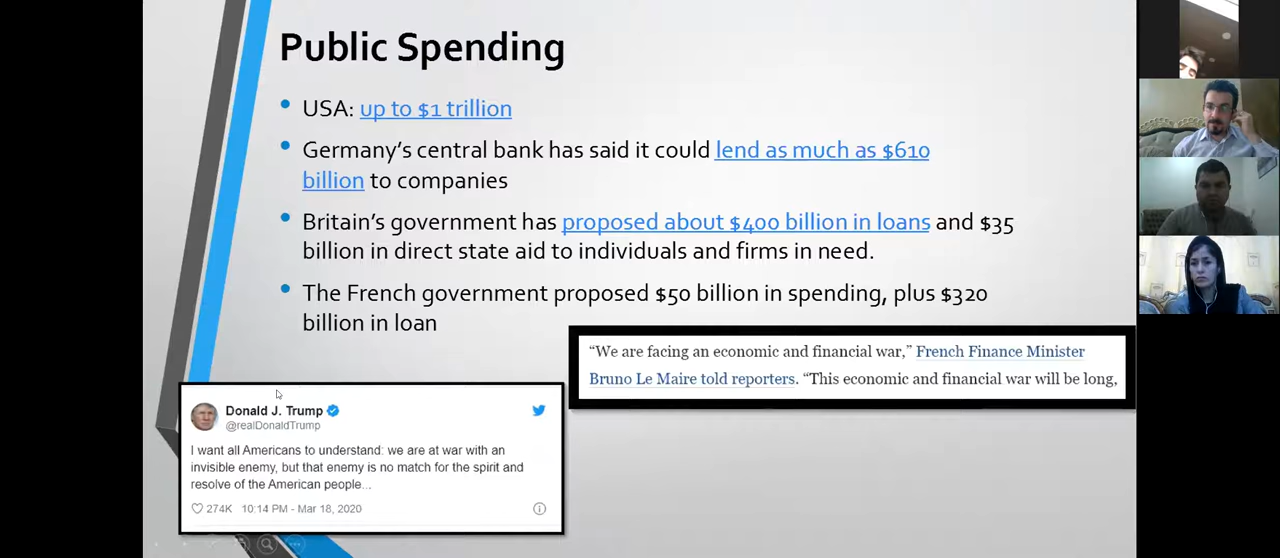 Public Spending
• USA: up to $1 trillion
• Germany's central bank has said it could lend as much as $610
billion to companies
• Britain's government has proposed about $400 billion in loans and $35
billion in direct state aid to individuals and firms in need.
• The French government proposed $50 billion in spending, plus $320
billion in loan
“We are facing an economic and financial war,” French Finance Minister
Bruno Le Maire told reporters. “This economic and financial war will be long,
Donald J. Trump
@realDonaldTrump
I want all Americans to understand: we are at war with an
invisible enemy, but that enemy is no match for the spirit and
resolve of the American people...
274K 10:14 PM - Mar 18, 2020